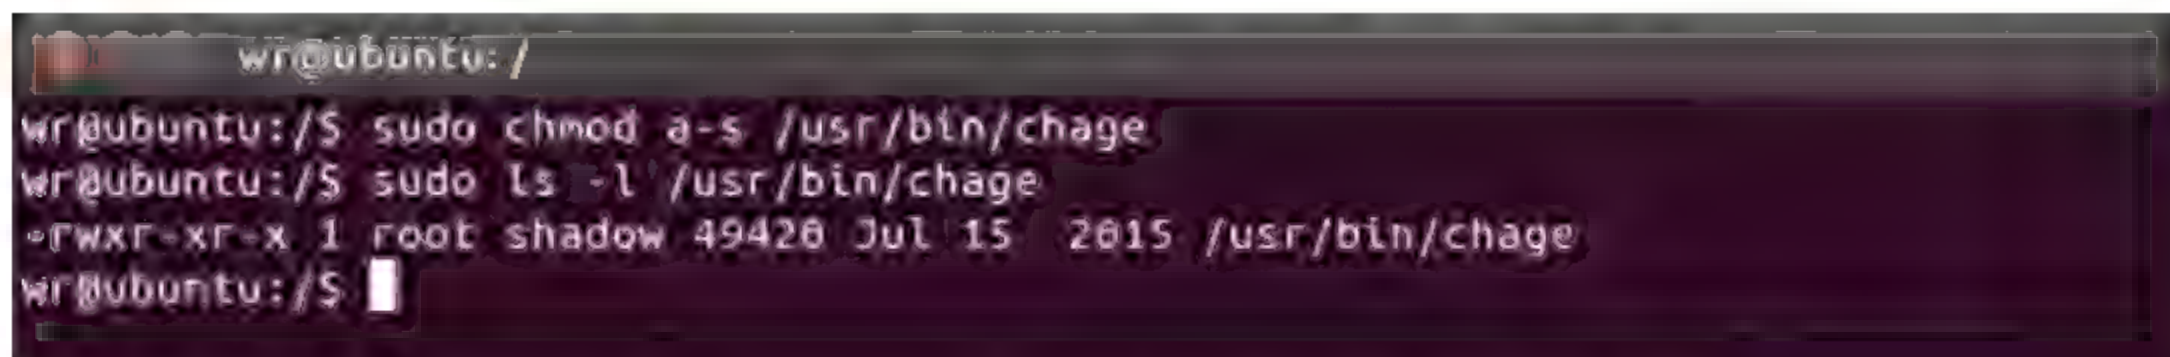 wr@ubuntu: /
wr@ubuntu:/$ sudo chmod a-s /usr/bin/chage
wr@ubuntu:/$ sudo ls -l /usr/bin/chage
-rwxr-xr-x 1 root shadow 49420 Jul 15  2015 /usr/bin/chage
wr@ubuntu:/$